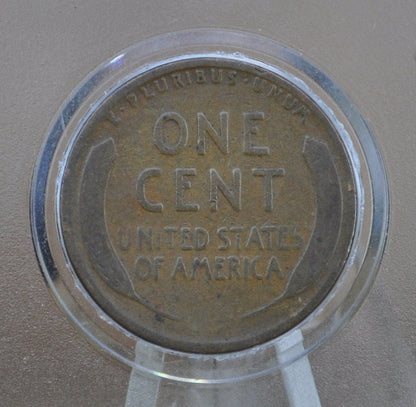 E·PLURIBUS·UNUM
ONE
CENT
UNITED STATES
OF AMERICA